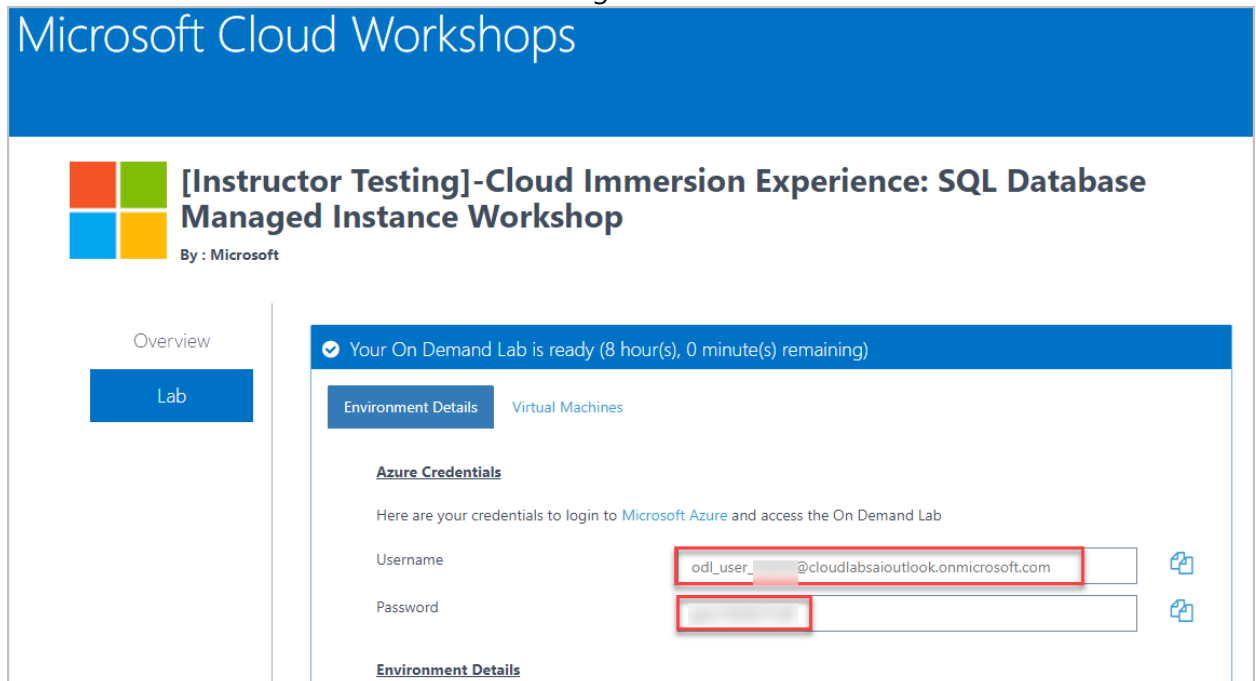 Microsoft Cloud Workshops
[Instructor Testing]-Cloud Immersion Experience: SQL Database
Managed Instance Workshop
By : Microsoft
Overview
Lab
Your On Demand Lab is ready (8 hour(s), 0 minute(s) remaining)
Environment Details Virtual Machines
Azure Credentials
Here are your credentials to login to Microsoft Azure and access the On Demand Lab
Username
odl_user_ @cloudlabsaioutlook.onmicrosoft.com
Password
Environment Details